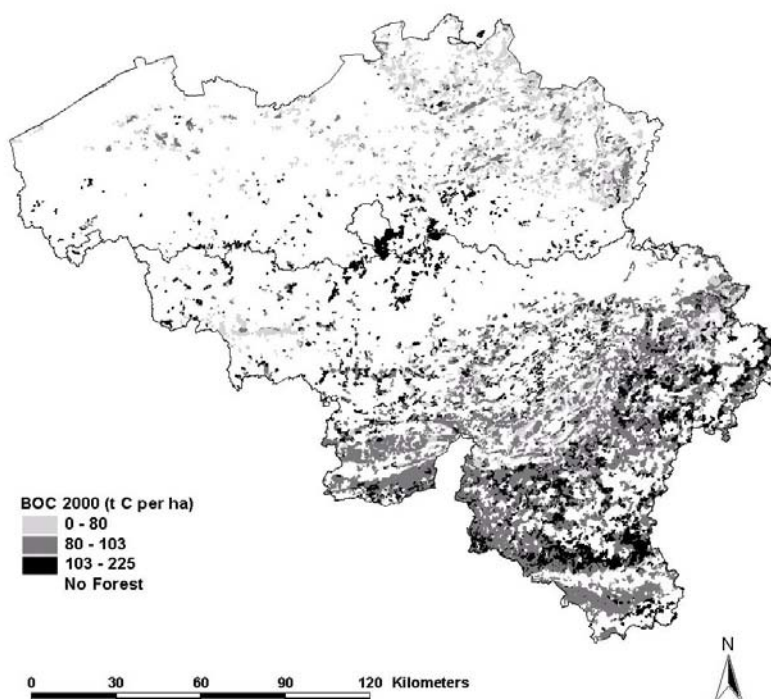 BOC 2000 (t C per ha)
0 - 80
80 - 103
103 - 225
No Forest
0 30 60 90 120 Kilometers
N